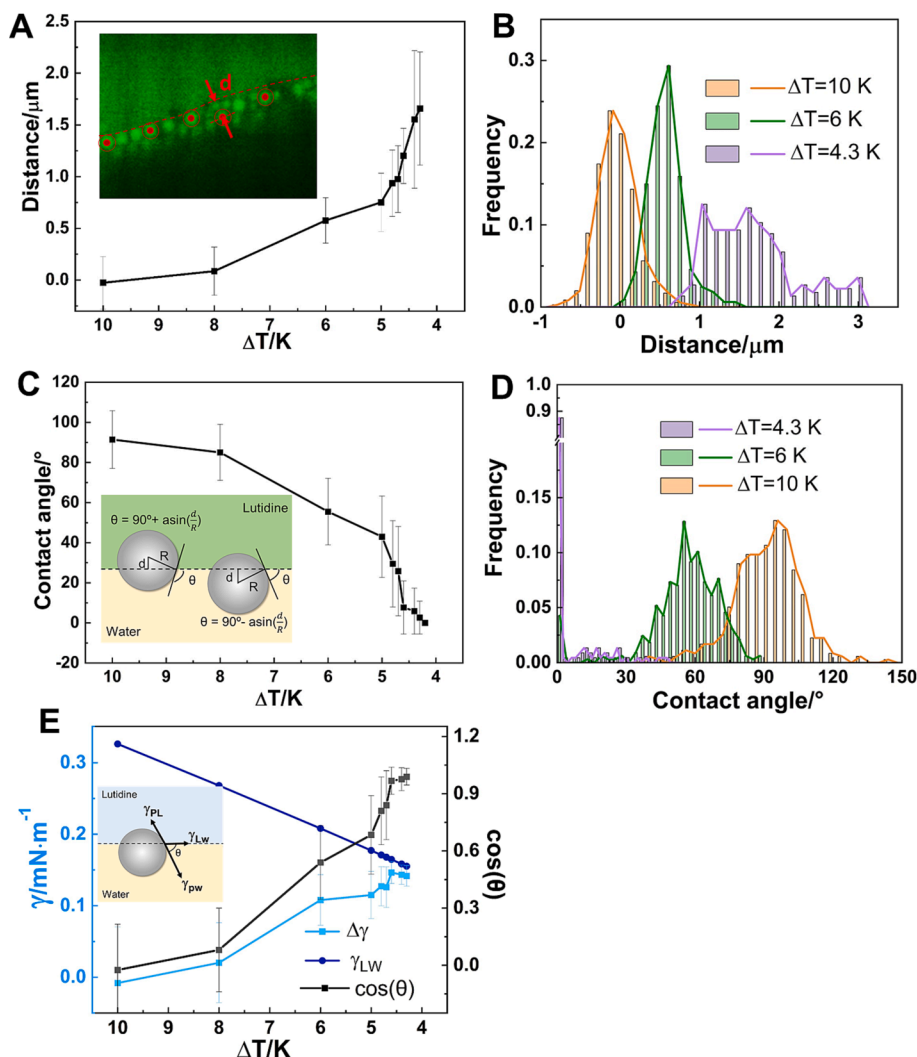 A
Distance/μm
2.5
2.0
1.5
1.0
0.5
0.0
d
10 9 8 7 6 5 4
ΔT/K
B
Frequency
0.4
0.3
0.2
0.1
0.0
ΔT=10 K
ΔT=6 K
ΔT=4.3 K
-1 0 1 2 3
Distance/μm
C
Contact angle/°
120
100
80
60
40
20
0
-20
Lutidine
θ = 90º+ asin(d/R)
d R θ
d R θ
θ = 90º- asin(d/R)
Water
10 9 8 7 6 5 4
ΔT/K
D
Frequency
1.0
0.9
0.15
0.10
0.05
0.00
ΔT=4.3 K
ΔT=6 K
ΔT=10 K
0 30 60 90 120 150
Contact angle/°
E
γ/mN·m⁻¹
0.3
0.2
0.1
0.0
Lutidine
γPL
γLw
θ
γpw
Water
Δγ
γLW
cos(θ)
1.2
0.9
0.6
0.3
0.0
cos(θ)
10 9 8 7 6 5 4
ΔT/K